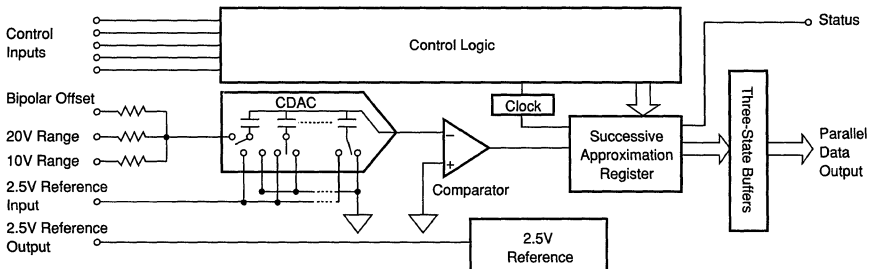 Control
Inputs
Control Logic
Status
Bipolar Offset
CDAC
Clock
20V Range
10V Range
2.5V Reference
Input
−
+
Comparator
Successive
Approximation
Register
Three-State Buffers
Parallel
Data
Output
2.5V Reference
Output
2.5V
Reference